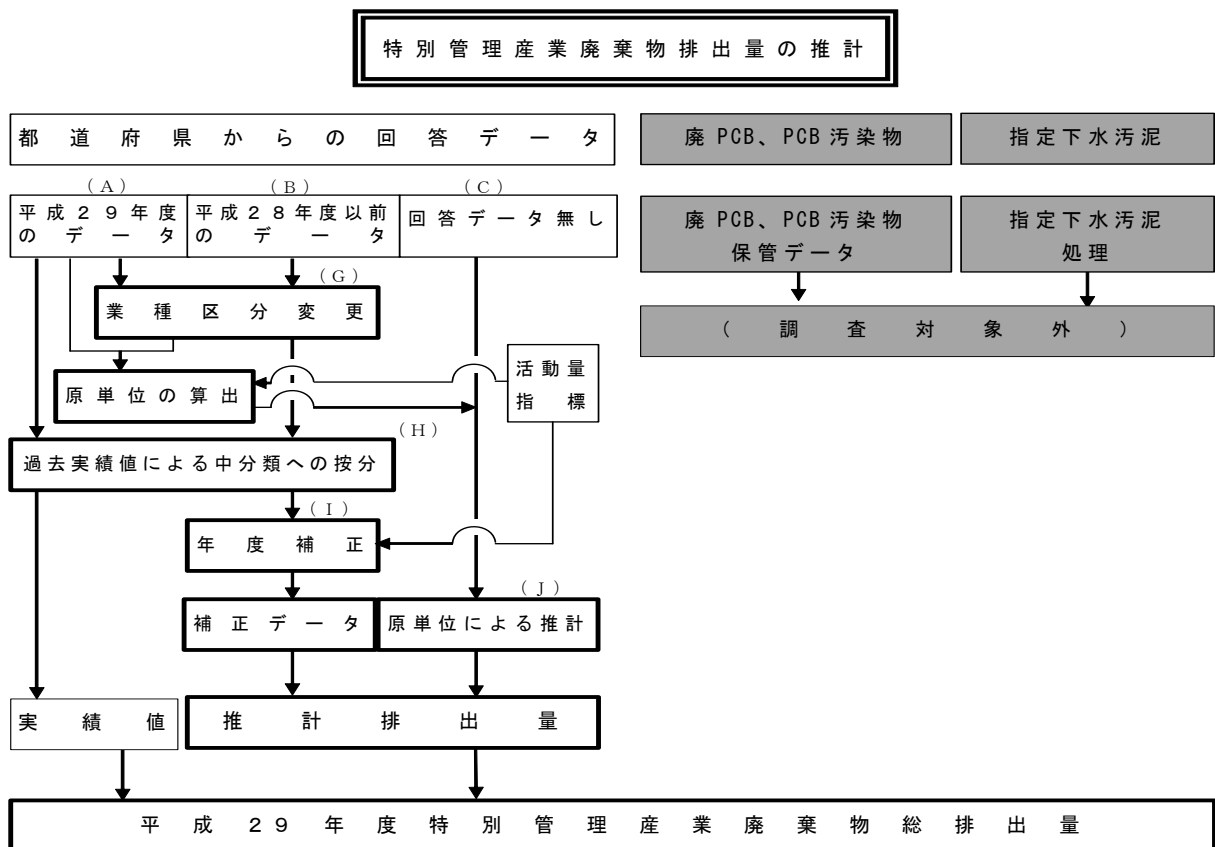 特別管理産業廃棄物排出量の推計
都道府県からの回答データ
廃PCB、PCB汚染物
指定下水汚泥
(A)
(B)
(C)
平成29年度
のデータ
平成28年度以前
のデータ
回答データ無し
廃PCB、PCB汚染物
保管データ
指定下水汚泥
処理
(G)
業種区分変更
(調査対象外)
活動量
指標
原単位の算出
(H)
過去実績値による中分類への按分
(I)
年度補正
(J)
補正データ
原単位による推計
実績値
推計排出量
平成29年度特別管理産業廃棄物総排出量